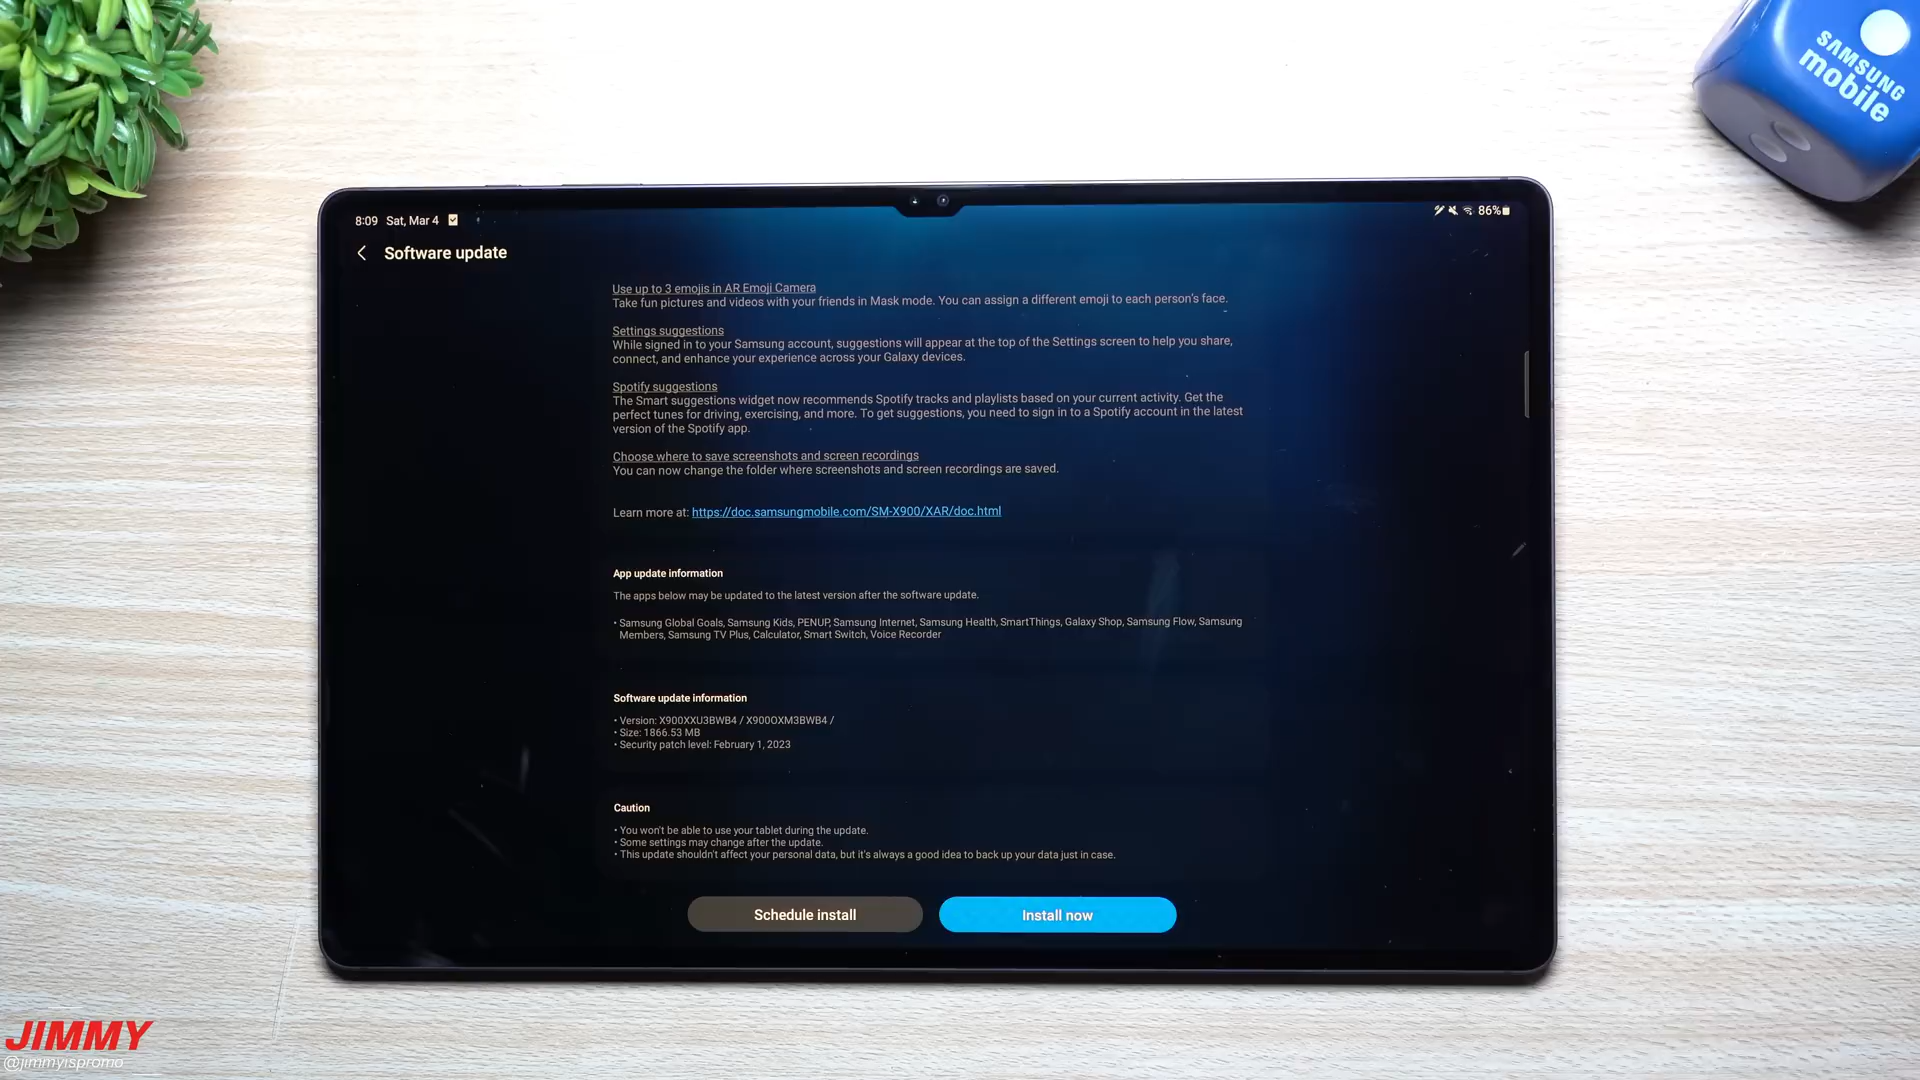 SAMSUNG
mobile
8:09 Sat, Mar 4
86%
Software update
Use up to 3 emojis in AR Emoji Camera
Take fun pictures and videos with your friends in Mask mode. You can assign a different emoji to each person's face.
Settings suggestions
While signed in to your Samsung account, suggestions will appear at the top of the Settings screen to help you share,
connect, and enhance your experience across your Galaxy devices.
Spotify suggestions
The Smart suggestions widget now recommends Spotify tracks and playlists based on your current activity. Get the
perfect tunes for driving, exercising, and more. To get suggestions, you need to sign in to a Spotify account in the latest
version of the Spotify app.
Choose where to save screenshots and screen recordings
You can now change the folder where screenshots and screen recordings are saved.
Learn more at: https://doc.samsungmobile.com/SM-X900/XAR/doc.html
App update information
The apps below may be updated to the latest version after the software update.
• Samsung Global Goals, Samsung Kids, PENUP, Samsung Internet, Samsung Health, SmartThings, Galaxy Shop, Samsung Flow, Samsung
Members, Samsung TV Plus, Calculator, Smart Switch, Voice Recorder
Software update information
• Version: X900XXU3BWB4 / X900OXM3BWB4 /
• Size: 1866.53 MB
• Security patch level: February 1, 2023
Caution
• You won't be able to use your tablet during the update.
• Some settings may change after the update.
• This update shouldn't affect your personal data, but it's always a good idea to back up your data just in case.
Schedule install
Install now
JIMMY
@jimmyispromo